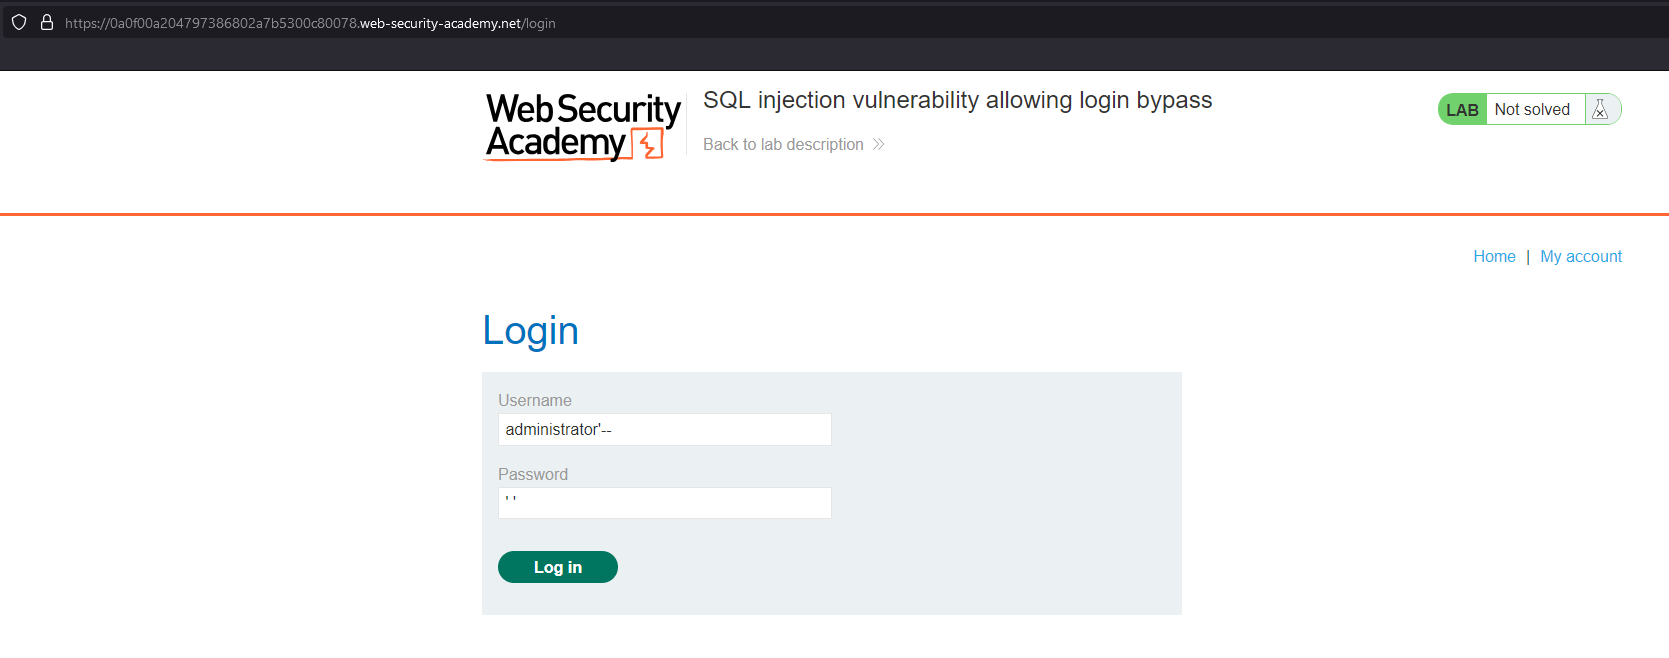 https://0a0f00a204797386802a7b5300c80078.web-security-academy.net/login
Web Security
Academy
SQL injection vulnerability allowing login bypass
Back to lab description
LAB Not solved
Home | My account
Login
Username
administrator'--
Password
' '
Log in